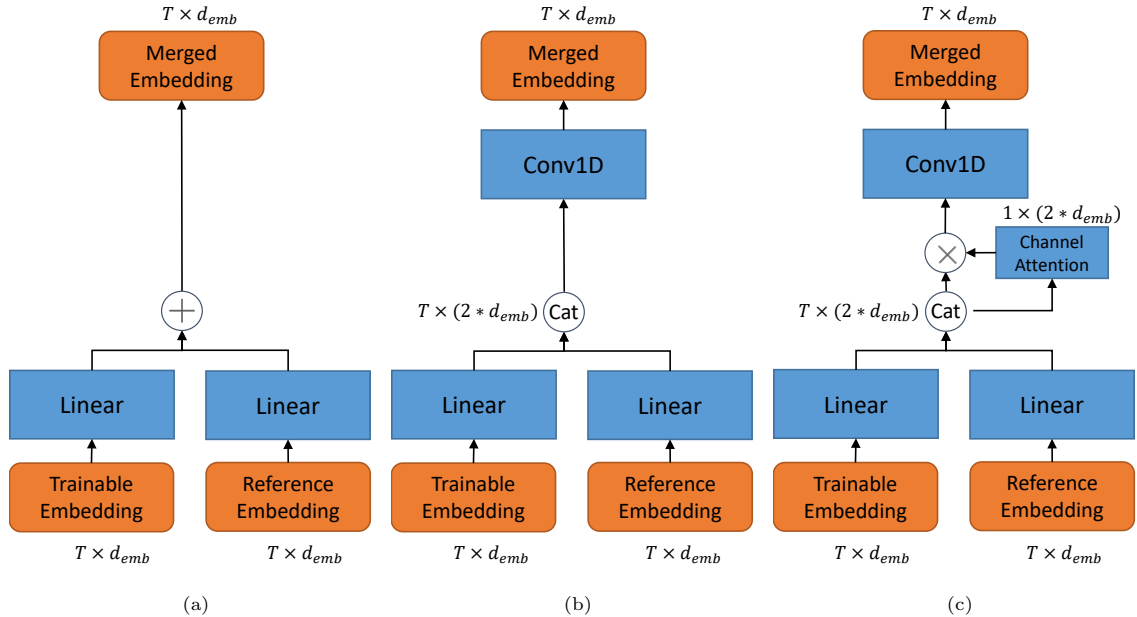 T × d_emb
Merged
Embedding
+
Linear
Linear
Trainable
Embedding
Reference
Embedding
T × d_emb
T × d_emb
(a)
T × d_emb
Merged
Embedding
Conv1D
T × (2 * d_emb)
Cat
Linear
Linear
Trainable
Embedding
Reference
Embedding
T × d_emb
T × d_emb
(b)
T × d_emb
Merged
Embedding
Conv1D
1 × (2 * d_emb)
×
Channel
Attention
T × (2 * d_emb)
Cat
Linear
Linear
Trainable
Embedding
Reference
Embedding
T × d_emb
T × d_emb
(c)